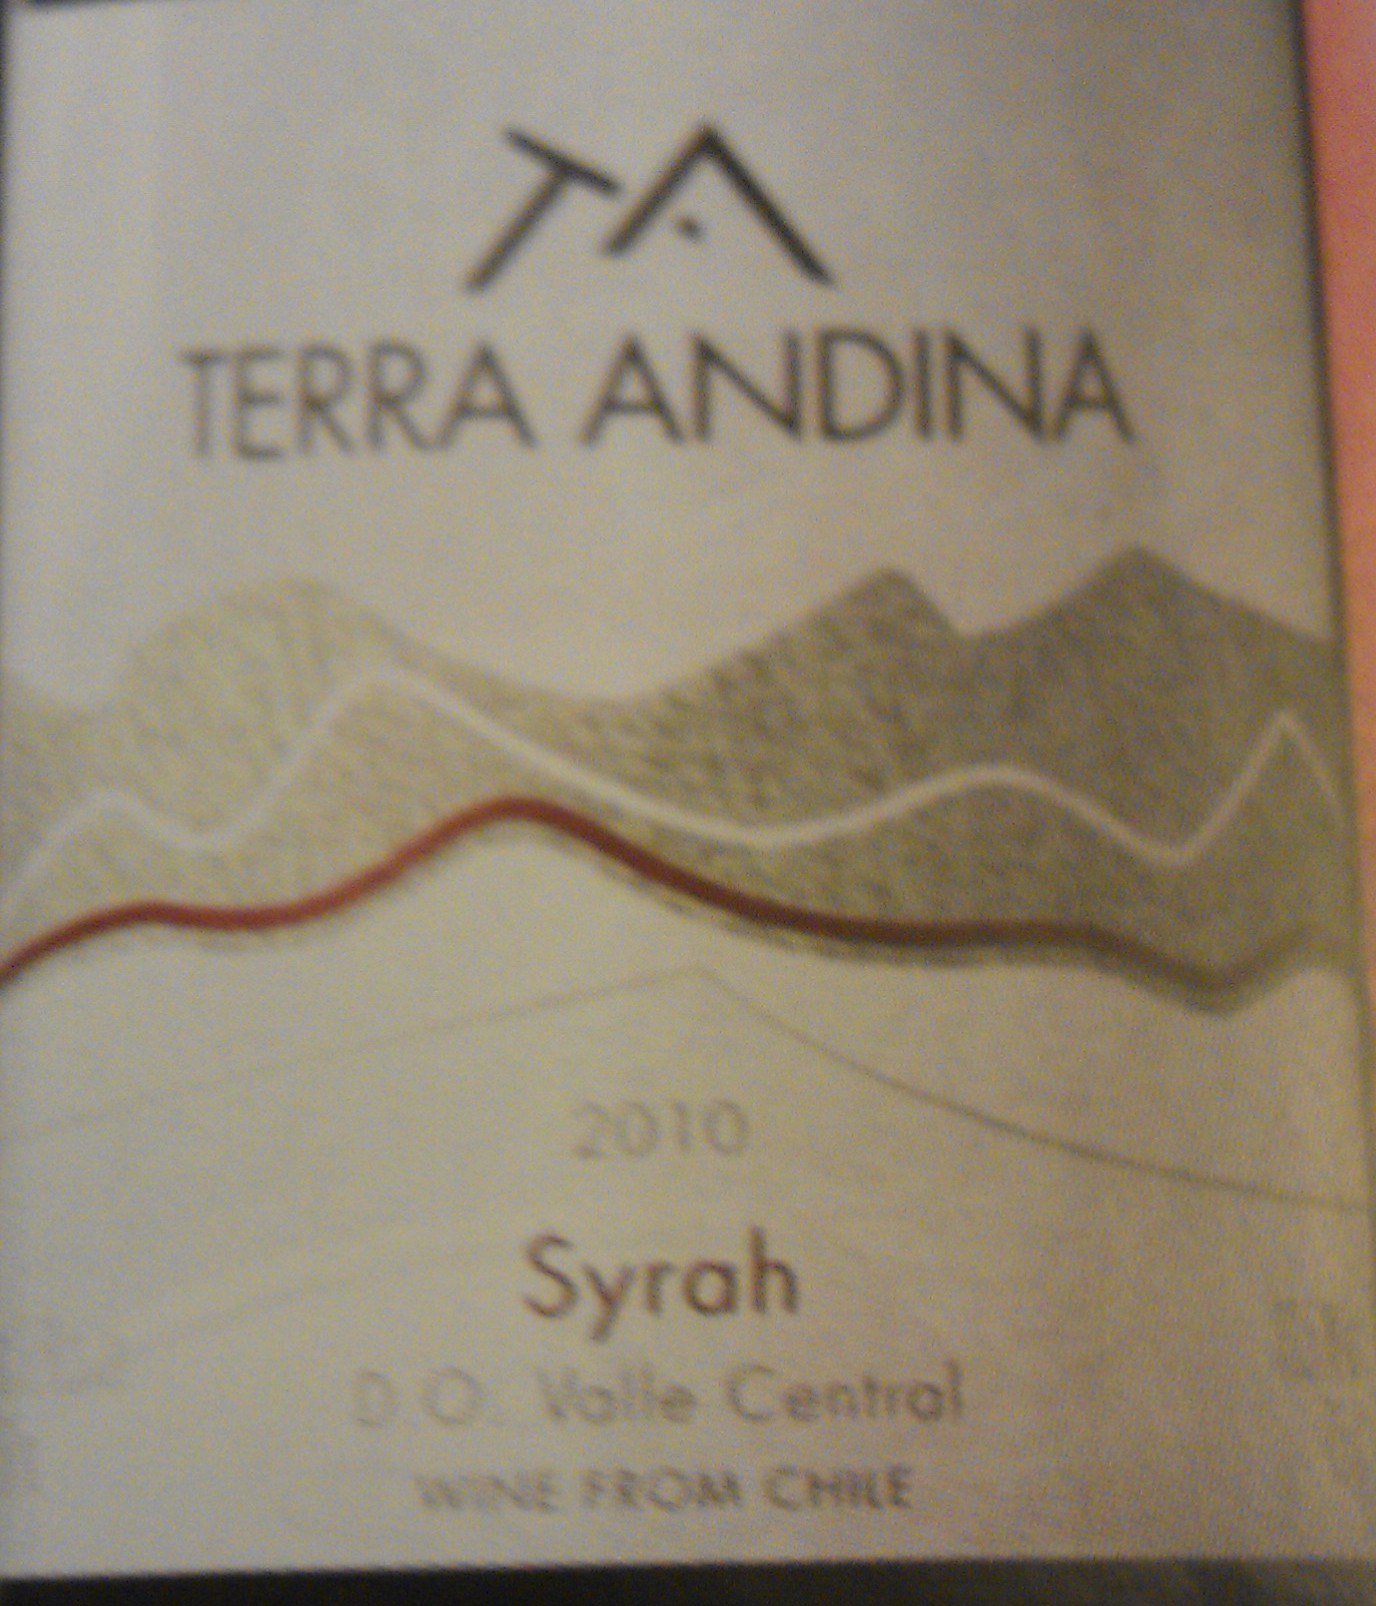 TA
TERRA ANDINA
2010
Syrah
D.O. Valle Central
WINE FROM CHILE